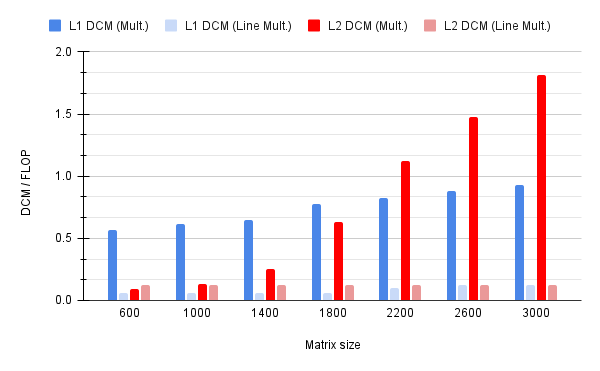 L1 DCM (Mult.) L1 DCM (Line Mult.) L2 DCM (Mult.) L2 DCM (Line Mult.)
2.0
1.5
1.0
0.5
0.0
DCM / FLOP
600 1000 1400 1800 2200 2600 3000
Matrix size